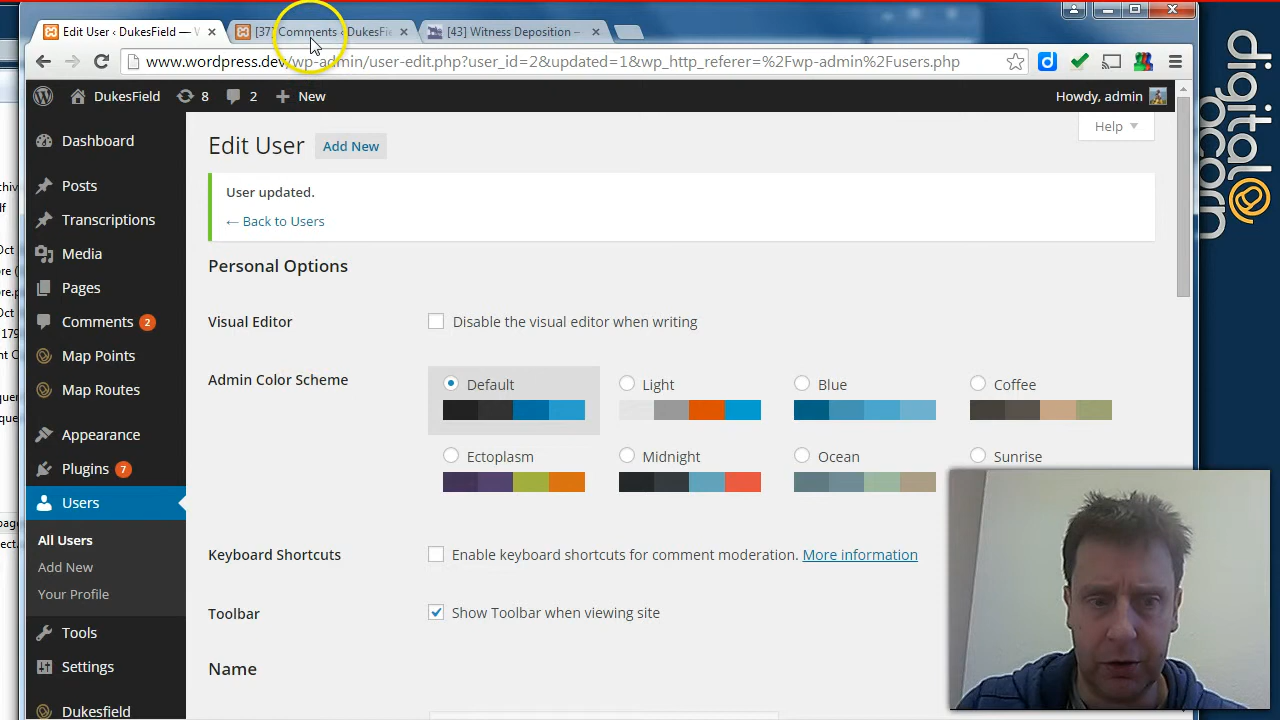 Edit User ‹ DukesField — W
[37] Comments ‹ DukesFie
[43] Witness Deposition –
www.wordpress.dev/wp-admin/user-edit.php?user_id=2&updated=1&wp_http_referer=%2Fwp-admin%2Fusers.php
DukesField 8 2 New
Howdy, admin
Help
Dashboard
Posts
Transcriptions
Media
Pages
Comments 2
Map Points
Map Routes
Appearance
Plugins 7
Users
All Users
Add New
Your Profile
Tools
Settings
Dukesfield
Edit User Add New
User updated.
← Back to Users
Personal Options
Visual Editor
Disable the visual editor when writing
Admin Color Scheme
Default
Light
Blue
Coffee
Ectoplasm
Midnight
Ocean
Sunrise
Keyboard Shortcuts
Enable keyboard shortcuts for comment moderation. More information
Toolbar
Show Toolbar when viewing site
Name
digital@
acorn